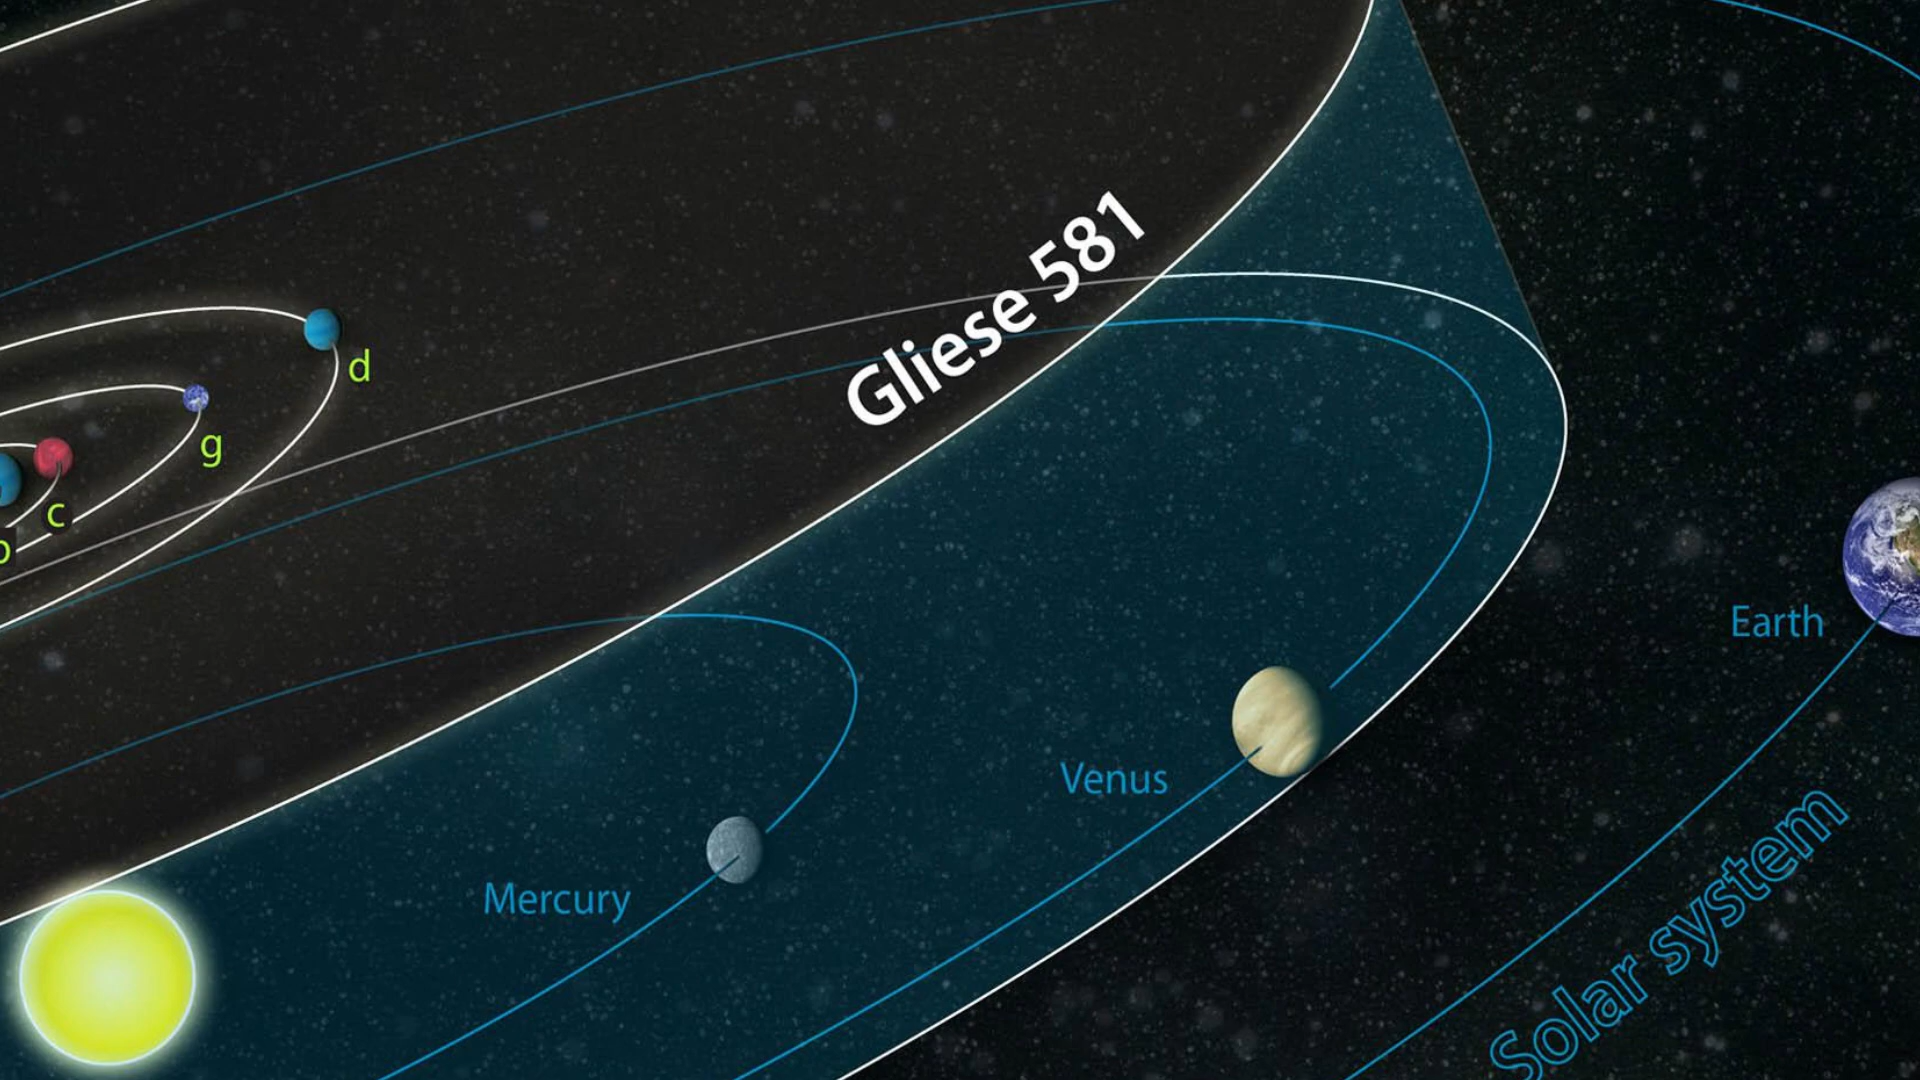 Gliese 581
d
g
c
b
Earth
Venus
Mercury
Solar system